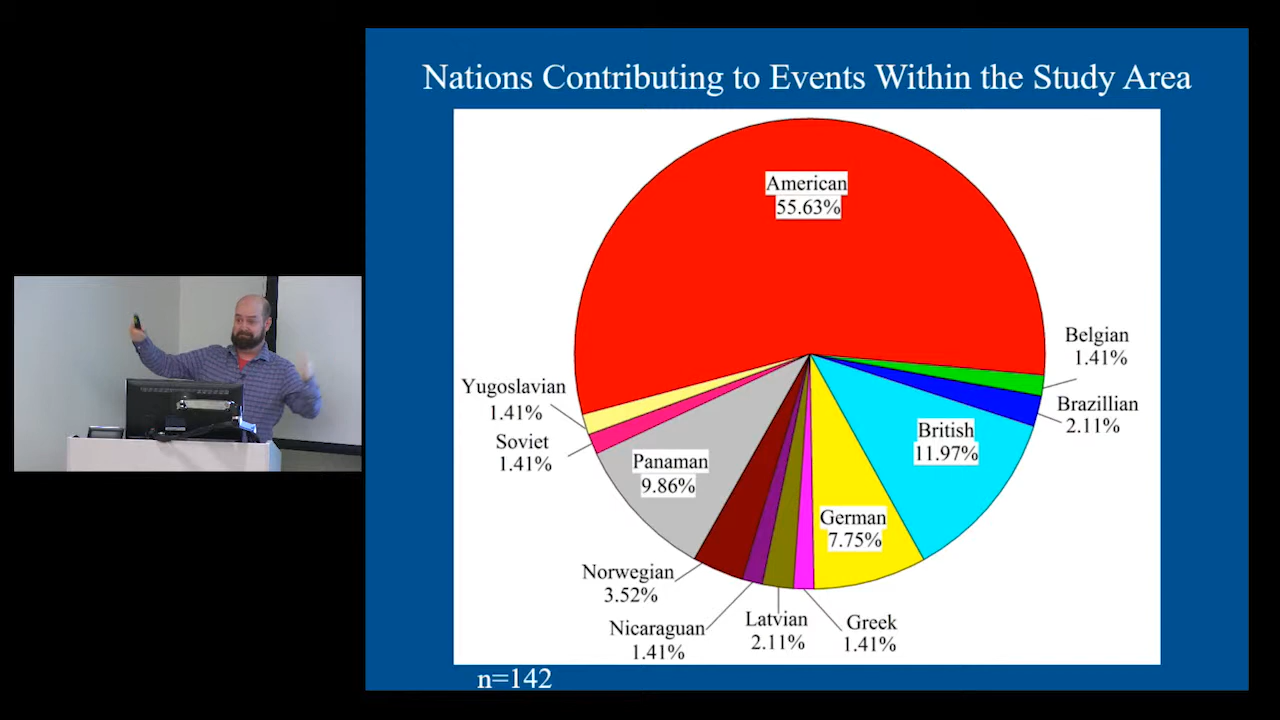 Nations Contributing to Events Within the Study Area
American
55.63%
Belgian
1.41%
Brazillian
2.11%
British
11.97%
German
7.75%
Greek
1.41%
Latvian
2.11%
Nicaraguan
1.41%
Norwegian
3.52%
Panaman
9.86%
Soviet
1.41%
Yugoslavian
1.41%
n=142